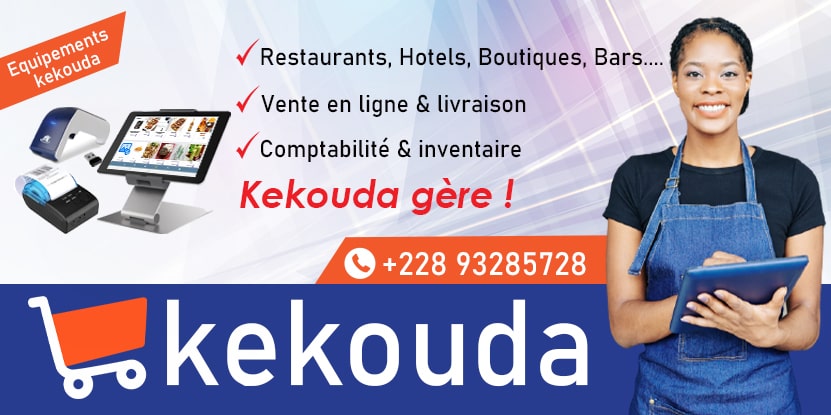 Equipements
kekouda
Restaurants, Hotels, Boutiques, Bars....
Vente en ligne & livraison
Comptabilité & inventaire
Kekouda gère !
+228 93285728
kekouda